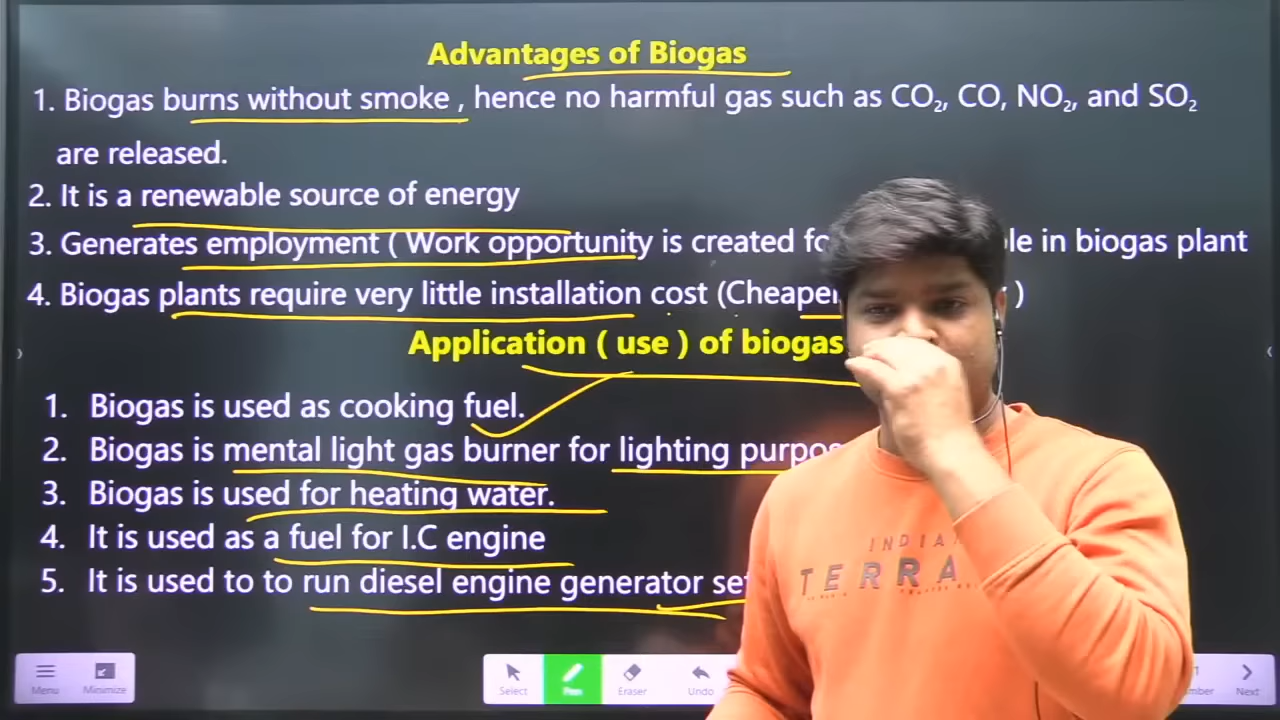 Advantages of Biogas
1. Biogas burns without smoke , hence no harmful gas such as CO₂, CO, NO₂, and SO₂
are released.
2. It is a renewable source of energy
3. Generates employment ( Work opportunity is created in biogas plant
4. Biogas plants require very little installation cost (Cheaper )
Application ( use ) of biogas
1. Biogas is used as cooking fuel.
2. Biogas is mental light gas burner for lighting
3. Biogas is used for heating water.
4. It is used as a fuel for I.C engine
5. It is used to to run diesel engine generator set
INDIAN
TERRA
Menu Minimize Select Pen Eraser Undo Next